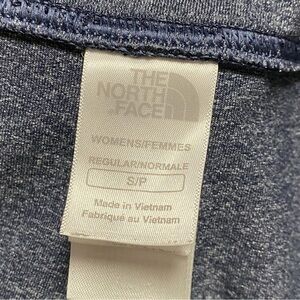 THE
NORTH
FACE
WOMENS/FEMMES
REGULAR/NORMALE
S/P
Made in Vietnam
Fabriqué au Vietnam